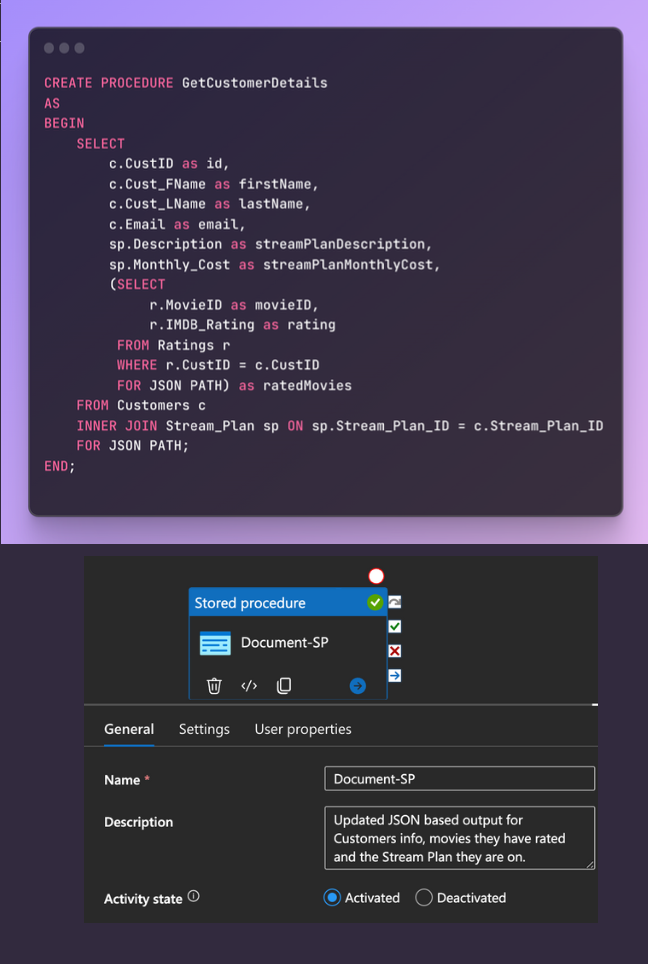 CREATE PROCEDURE GetCustomerDetails
AS
BEGIN
    SELECT
        c.CustID as id,
        c.Cust_FName as firstName,
        c.Cust_LName as lastName,
        c.Email as email,
        sp.Description as streamPlanDescription,
        sp.Monthly_Cost as streamPlanMonthlyCost,
        (SELECT
             r.MovieID as movieID,
             r.IMDB_Rating as rating
         FROM Ratings r
         WHERE r.CustID = c.CustID
         FOR JSON PATH) as ratedMovies
    FROM Customers c
    INNER JOIN Stream_Plan sp ON sp.Stream_Plan_ID = c.Stream_Plan_ID
    FOR JSON PATH;
END;
Stored procedure
Document-SP
General Settings User properties
Name * Document-SP
Description Updated JSON based output for
Customers info, movies they have rated
and the Stream Plan they are on.
Activity state Activated Deactivated